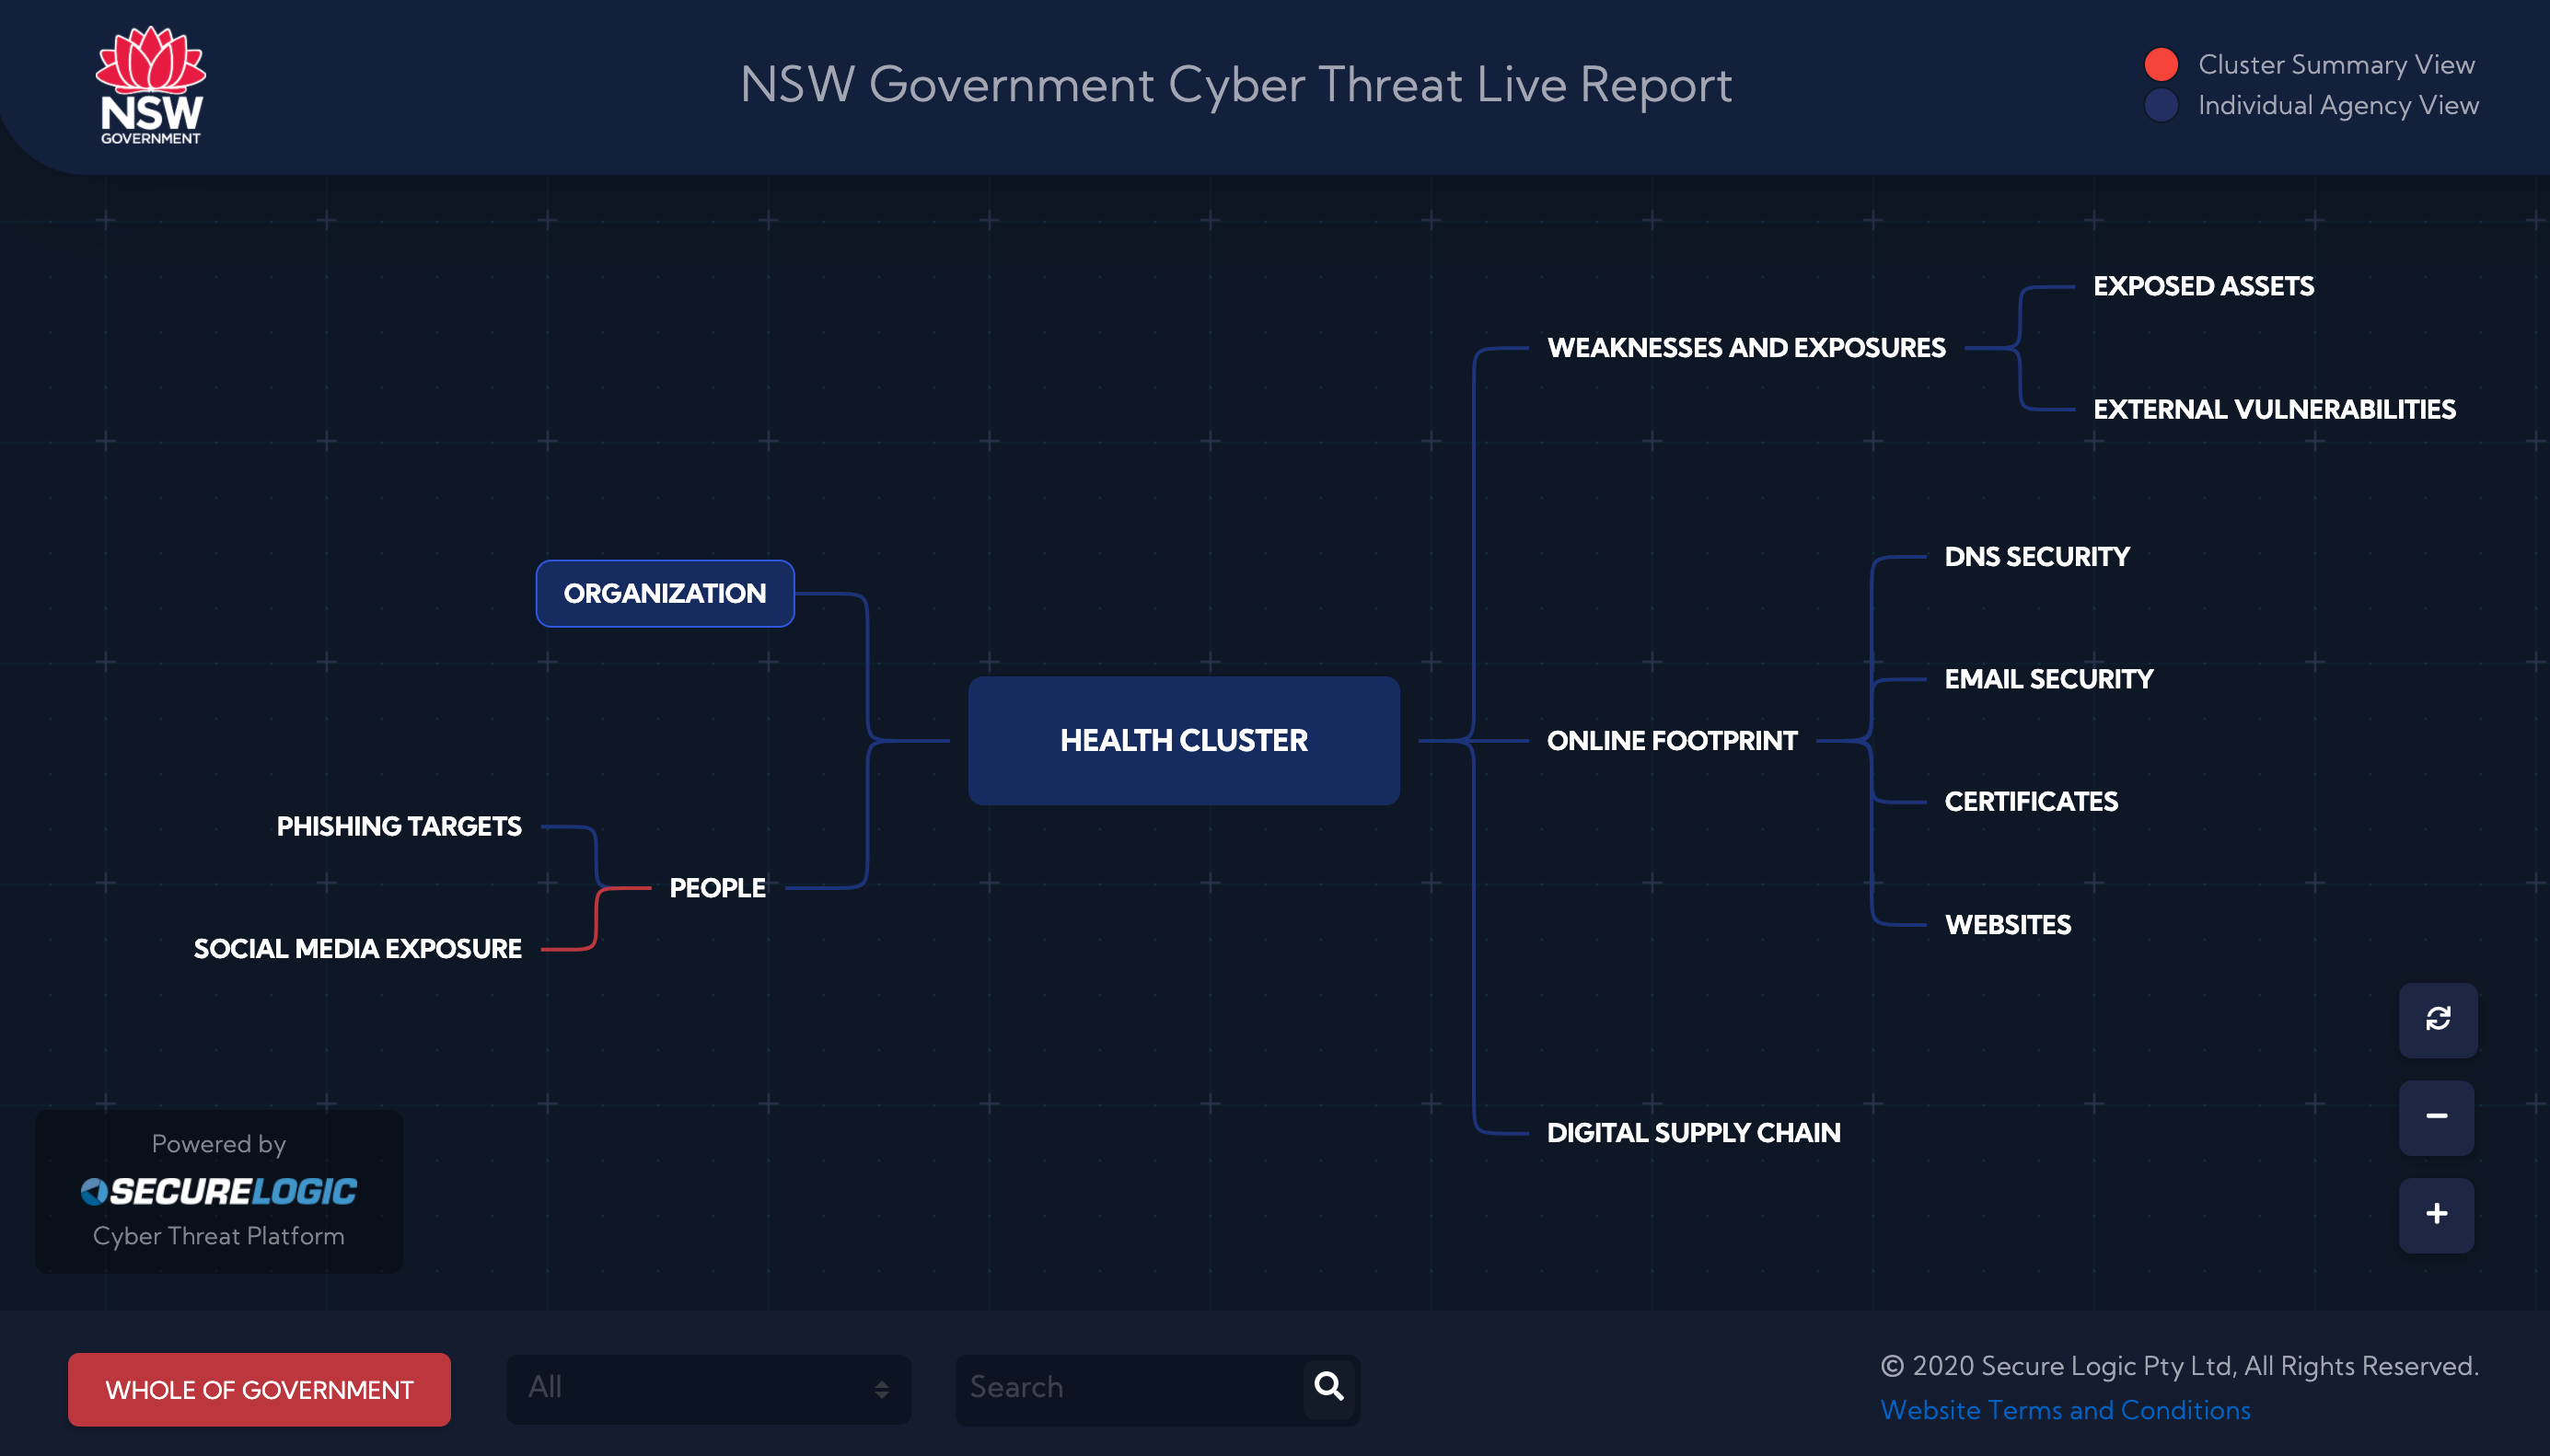 NSW
GOVERNMENT
NSW Government Cyber Threat Live Report
Cluster Summary View
Individual Agency View
EXPOSED ASSETS
WEAKNESSES AND EXPOSURES
EXTERNAL VULNERABILITIES
DNS SECURITY
ORGANIZATION
EMAIL SECURITY
HEALTH CLUSTER
ONLINE FOOTPRINT
CERTIFICATES
PHISHING TARGETS
PEOPLE
WEBSITES
SOCIAL MEDIA EXPOSURE
DIGITAL SUPPLY CHAIN
Powered by
SECURELOGIC
Cyber Threat Platform
WHOLE OF GOVERNMENT
All
Search
© 2020 Secure Logic Pty Ltd, All Rights Reserved.
Website Terms and Conditions